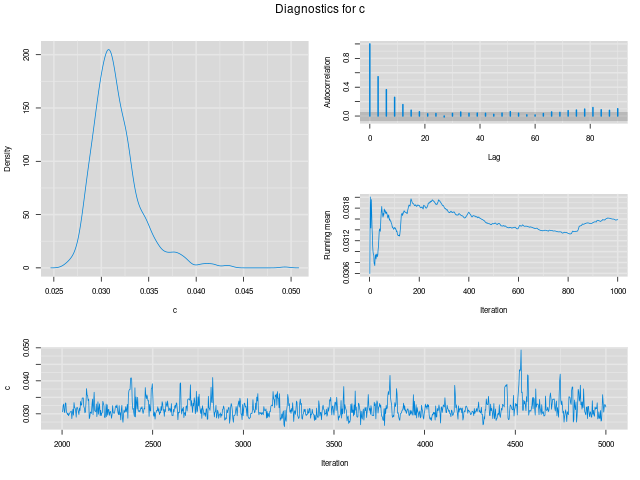 Diagnostics for c
Density
0 50 100 150 200
0.025 0.030 0.035 0.040 0.045 0.050
c
Autocorrelation
0.0 0.4 0.8
0 20 40 60 80
Lag
Running mean
0.0606 0.0312 0.0318
0 200 400 600 800 1000
Iteration
c
0.030 0.040 0.050
2000 2500 3000 3500 4000 4500 5000
Iteration